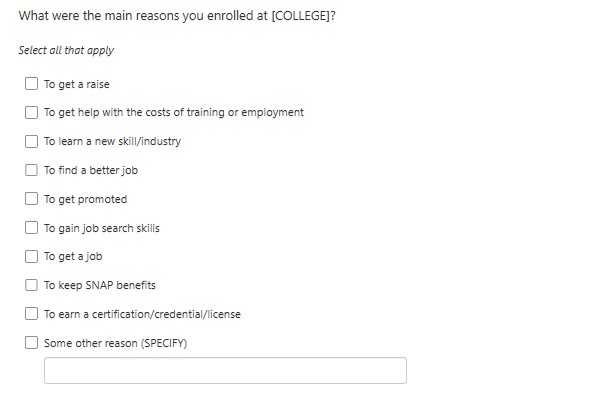 What were the main reasons you enrolled at [COLLEGE]?
Select all that apply
To get a raise
To get help with the costs of training or employment
To learn a new skill/industry
To find a better job
To get promoted
To gain job search skills
To get a job
To keep SNAP benefits
To earn a certification/credential/license
Some other reason (SPECIFY)